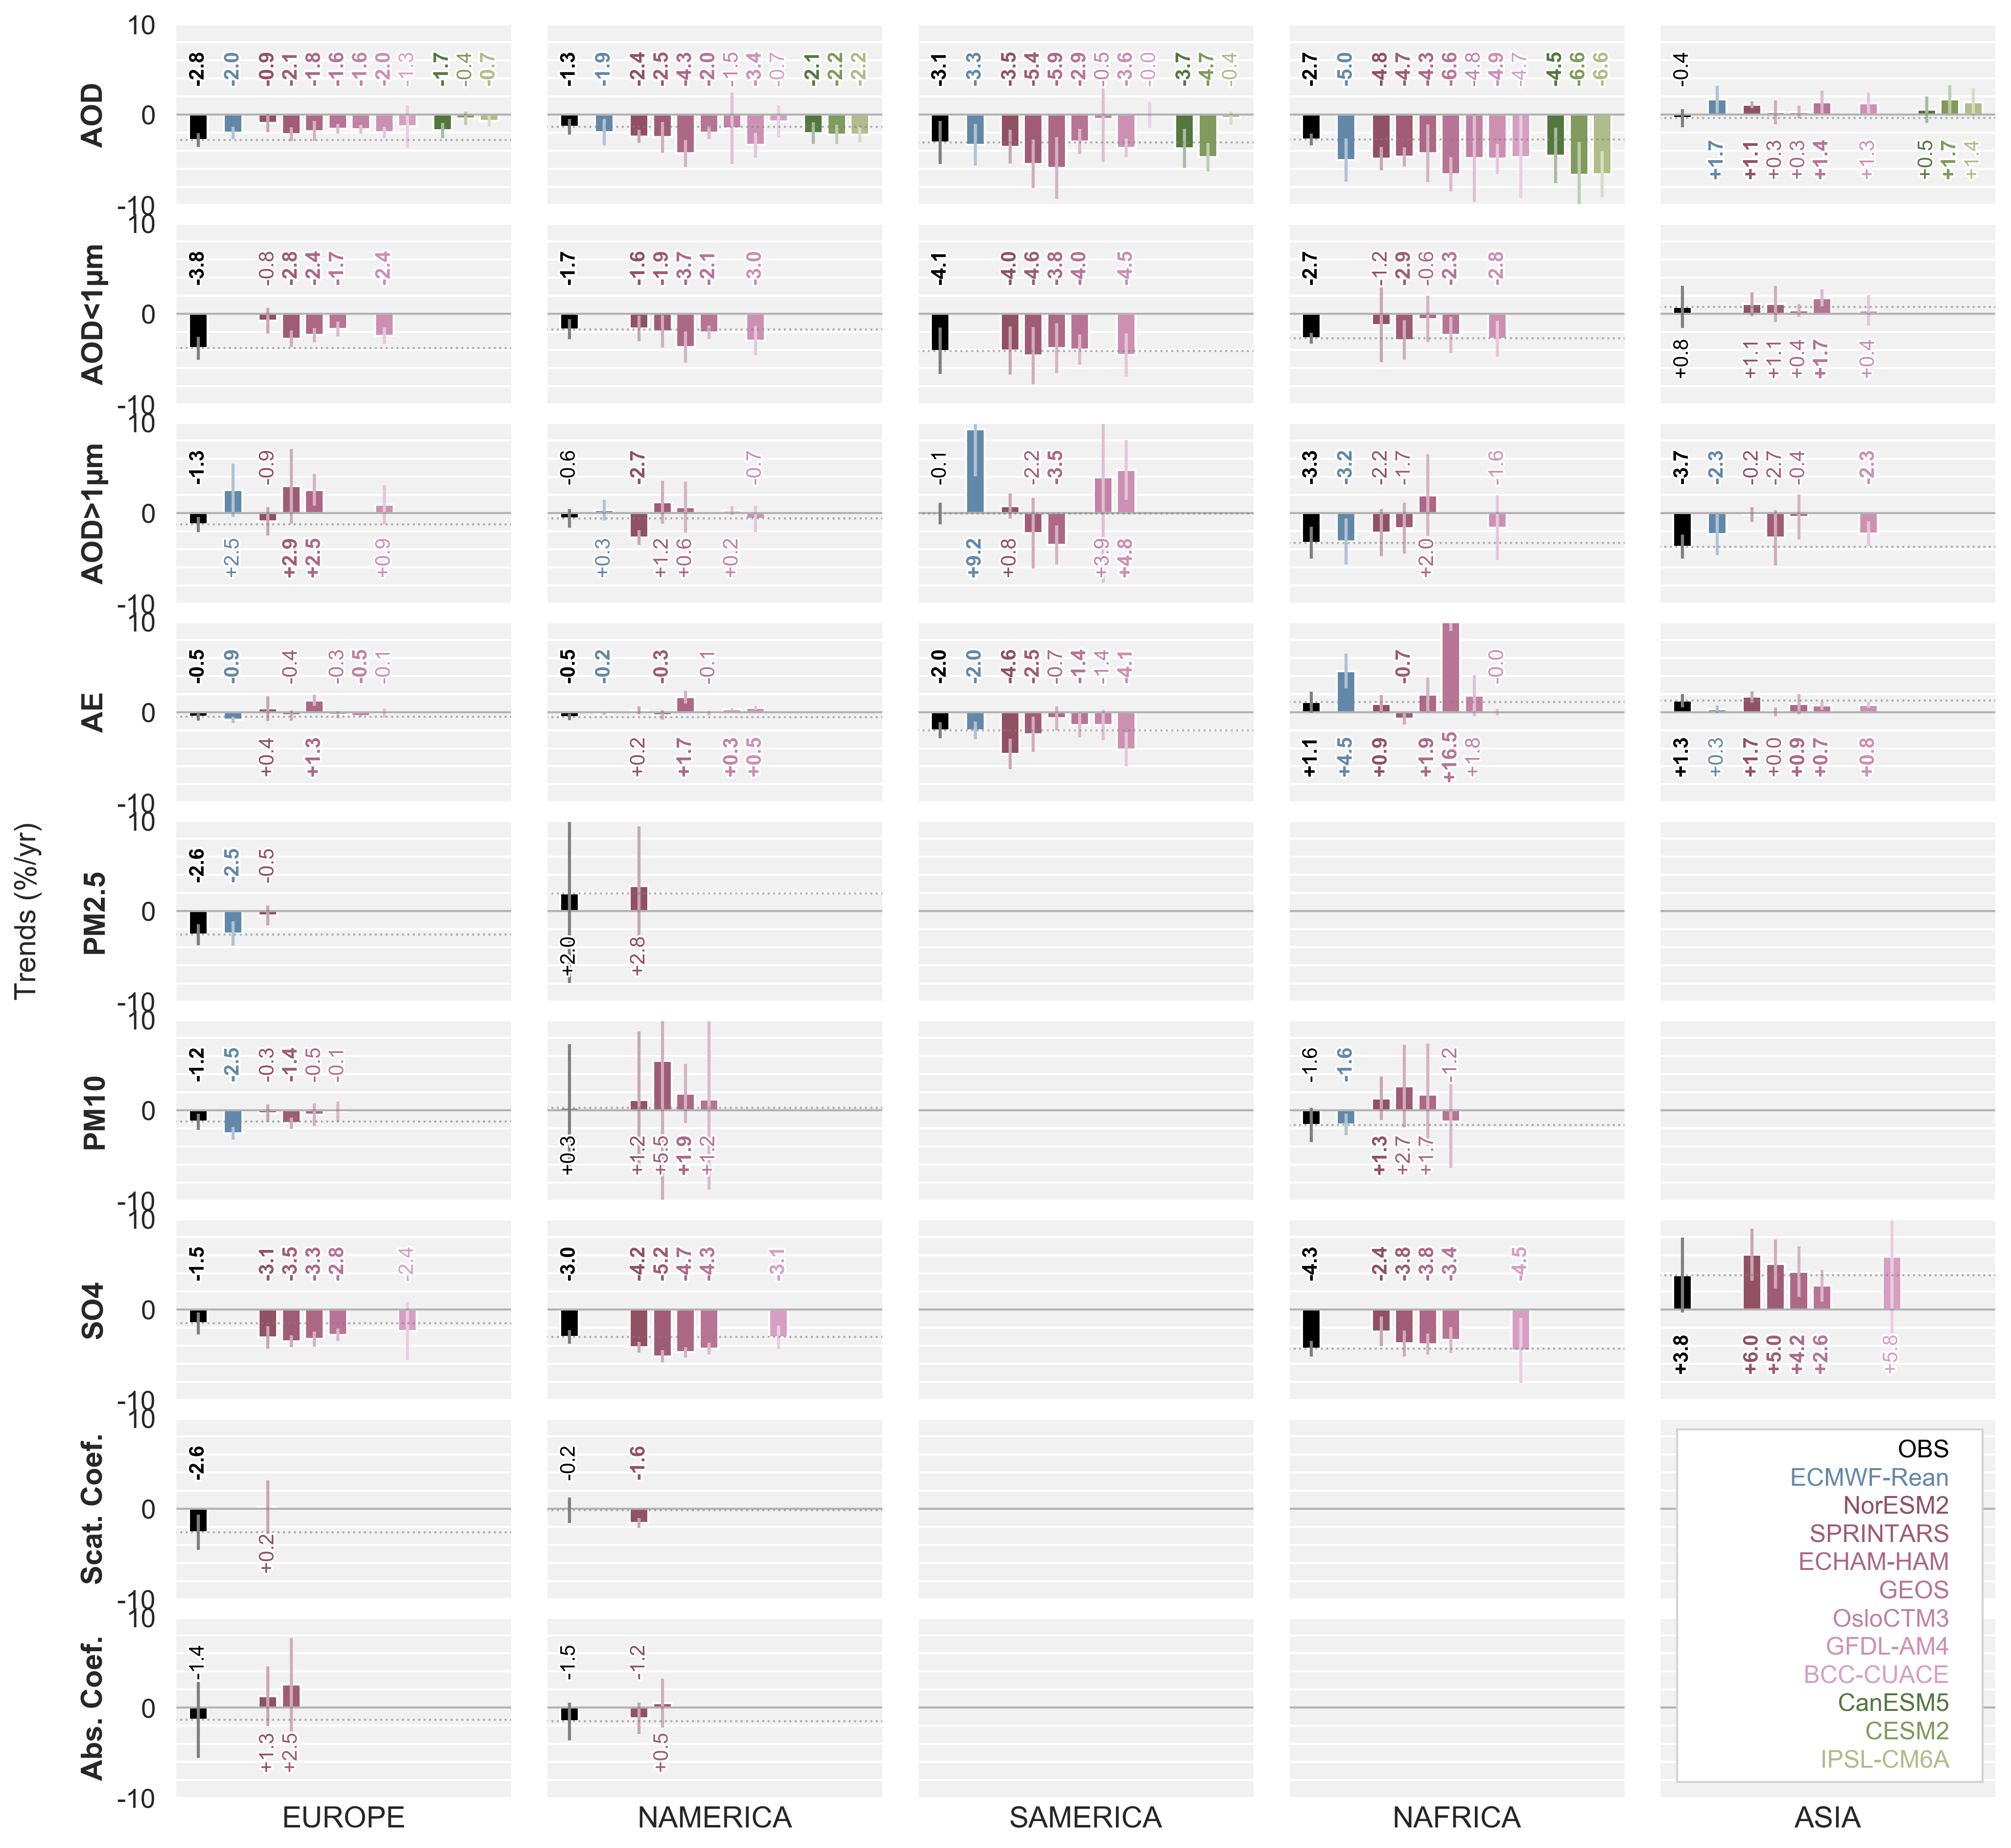 Trends (%/yr)
AOD
10
0
-10
-2.8 -2.0 -0.9 -2.1 -1.8 -1.6 -1.6 -2.0 -1.3 -1.7 -0.4 -0.7
-1.3 -1.9 -2.4 -2.5 -4.3 -2.0 -1.5 -3.4 -0.7 -2.1 -2.2 -2.2
-3.1 -3.3 -3.5 -5.4 -5.9 -2.9 -0.5 -3.6 -0.0 -3.7 -4.7 -0.4
-2.7 -5.0 -4.8 -4.7 -4.3 -6.6 -4.8 -4.9 -4.7 -4.5 -6.6 -6.6
-0.4
+1.7 +1.1 +0.3 +0.3 +1.4 +1.3 +0.5 +1.7 +1.4
AOD<1μm
10
0
-10
-3.8 -0.8 -2.8 -2.4 -1.7 -2.4
-1.7 -1.6 -1.9 -3.7 -2.1 -3.0
-4.1 -4.0 -4.6 -3.8 -4.0 -4.5
-2.7 -1.2 -2.9 -0.6 -2.3 -2.8
+0.8 +1.1 +1.1 +0.4 +1.7 +0.4
AOD>1μm
10
0
-10
-1.3 -0.9
+2.5 +2.9 +2.5 +0.9
-0.6 -2.7 -0.7
+0.3 +1.2 +0.6 +0.2
-0.1 -2.2 -3.5
+9.2 +0.8 +3.9 +4.8
-3.3 -3.2 -2.2 -1.7 -1.6
+2.0
-3.7 -2.3 -0.2 -2.7 -0.4 -2.3
AE
10
0
-10
-0.5 -0.9 -0.4 -0.3 -0.5 -0.1
+0.4 +1.3
-0.5 -0.2 -0.3 -0.1
+0.2 +1.7 +0.3 +0.5
-2.0 -2.0 -4.6 -2.5 -0.7 -1.4 -1.4 -4.1
-0.7 -0.0
+1.1 +4.5 +0.9 +1.9 +16.5 +1.8
+1.3 +0.3 +1.7 +0.0 +0.9 +0.7 +0.8
PM2.5
10
0
-10
-2.6 -2.5 -0.5
+2.0 +2.8
PM10
10
0
-10
-1.2 -2.5 -0.3 -1.4 -0.5 -0.1
+0.3 +1.2 +5.5 +1.9 +1.2
-1.6 -1.6 -1.2
+1.3 +2.7 +1.7
SO4
10
0
-10
-1.5 -3.1 -3.5 -3.3 -2.8 -2.4
-3.0 -4.2 -5.2 -4.7 -4.3 -3.1
-4.3 -2.4 -3.8 -3.8 -3.4 -4.5
+3.8 +6.0 +5.0 +4.2 +2.6 +5.8
Scat. Coef.
10
0
-10
-2.6
+0.2
-0.2 -1.6
Abs. Coef.
10
0
-10
-1.4
+1.3 +2.5
-1.5 -1.2
+0.5
OBS
ECMWF-Rean
NorESM2
SPRINTARS
ECHAM-HAM
GEOS
OsloCTM3
GFDL-AM4
BCC-CUACE
CanESM5
CESM2
IPSL-CM6A
EUROPE NAMERICA SAMERICA NAFRICA ASIA